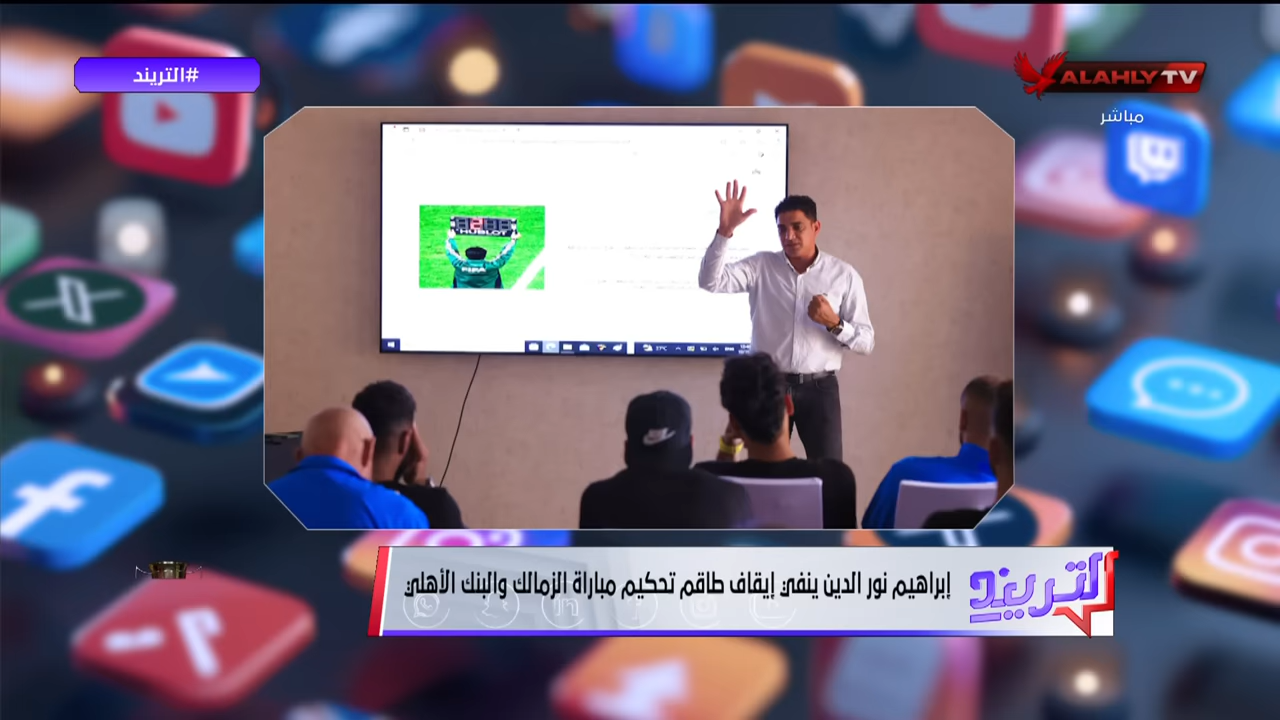 #التريند
ALAHLY TV
مباشر
HUBLOT
FIFA
إبراهيم نور الدين ينفي إيقاف طاقم تحكيم مباراة الزمالك والبنك الأهلي
التريند